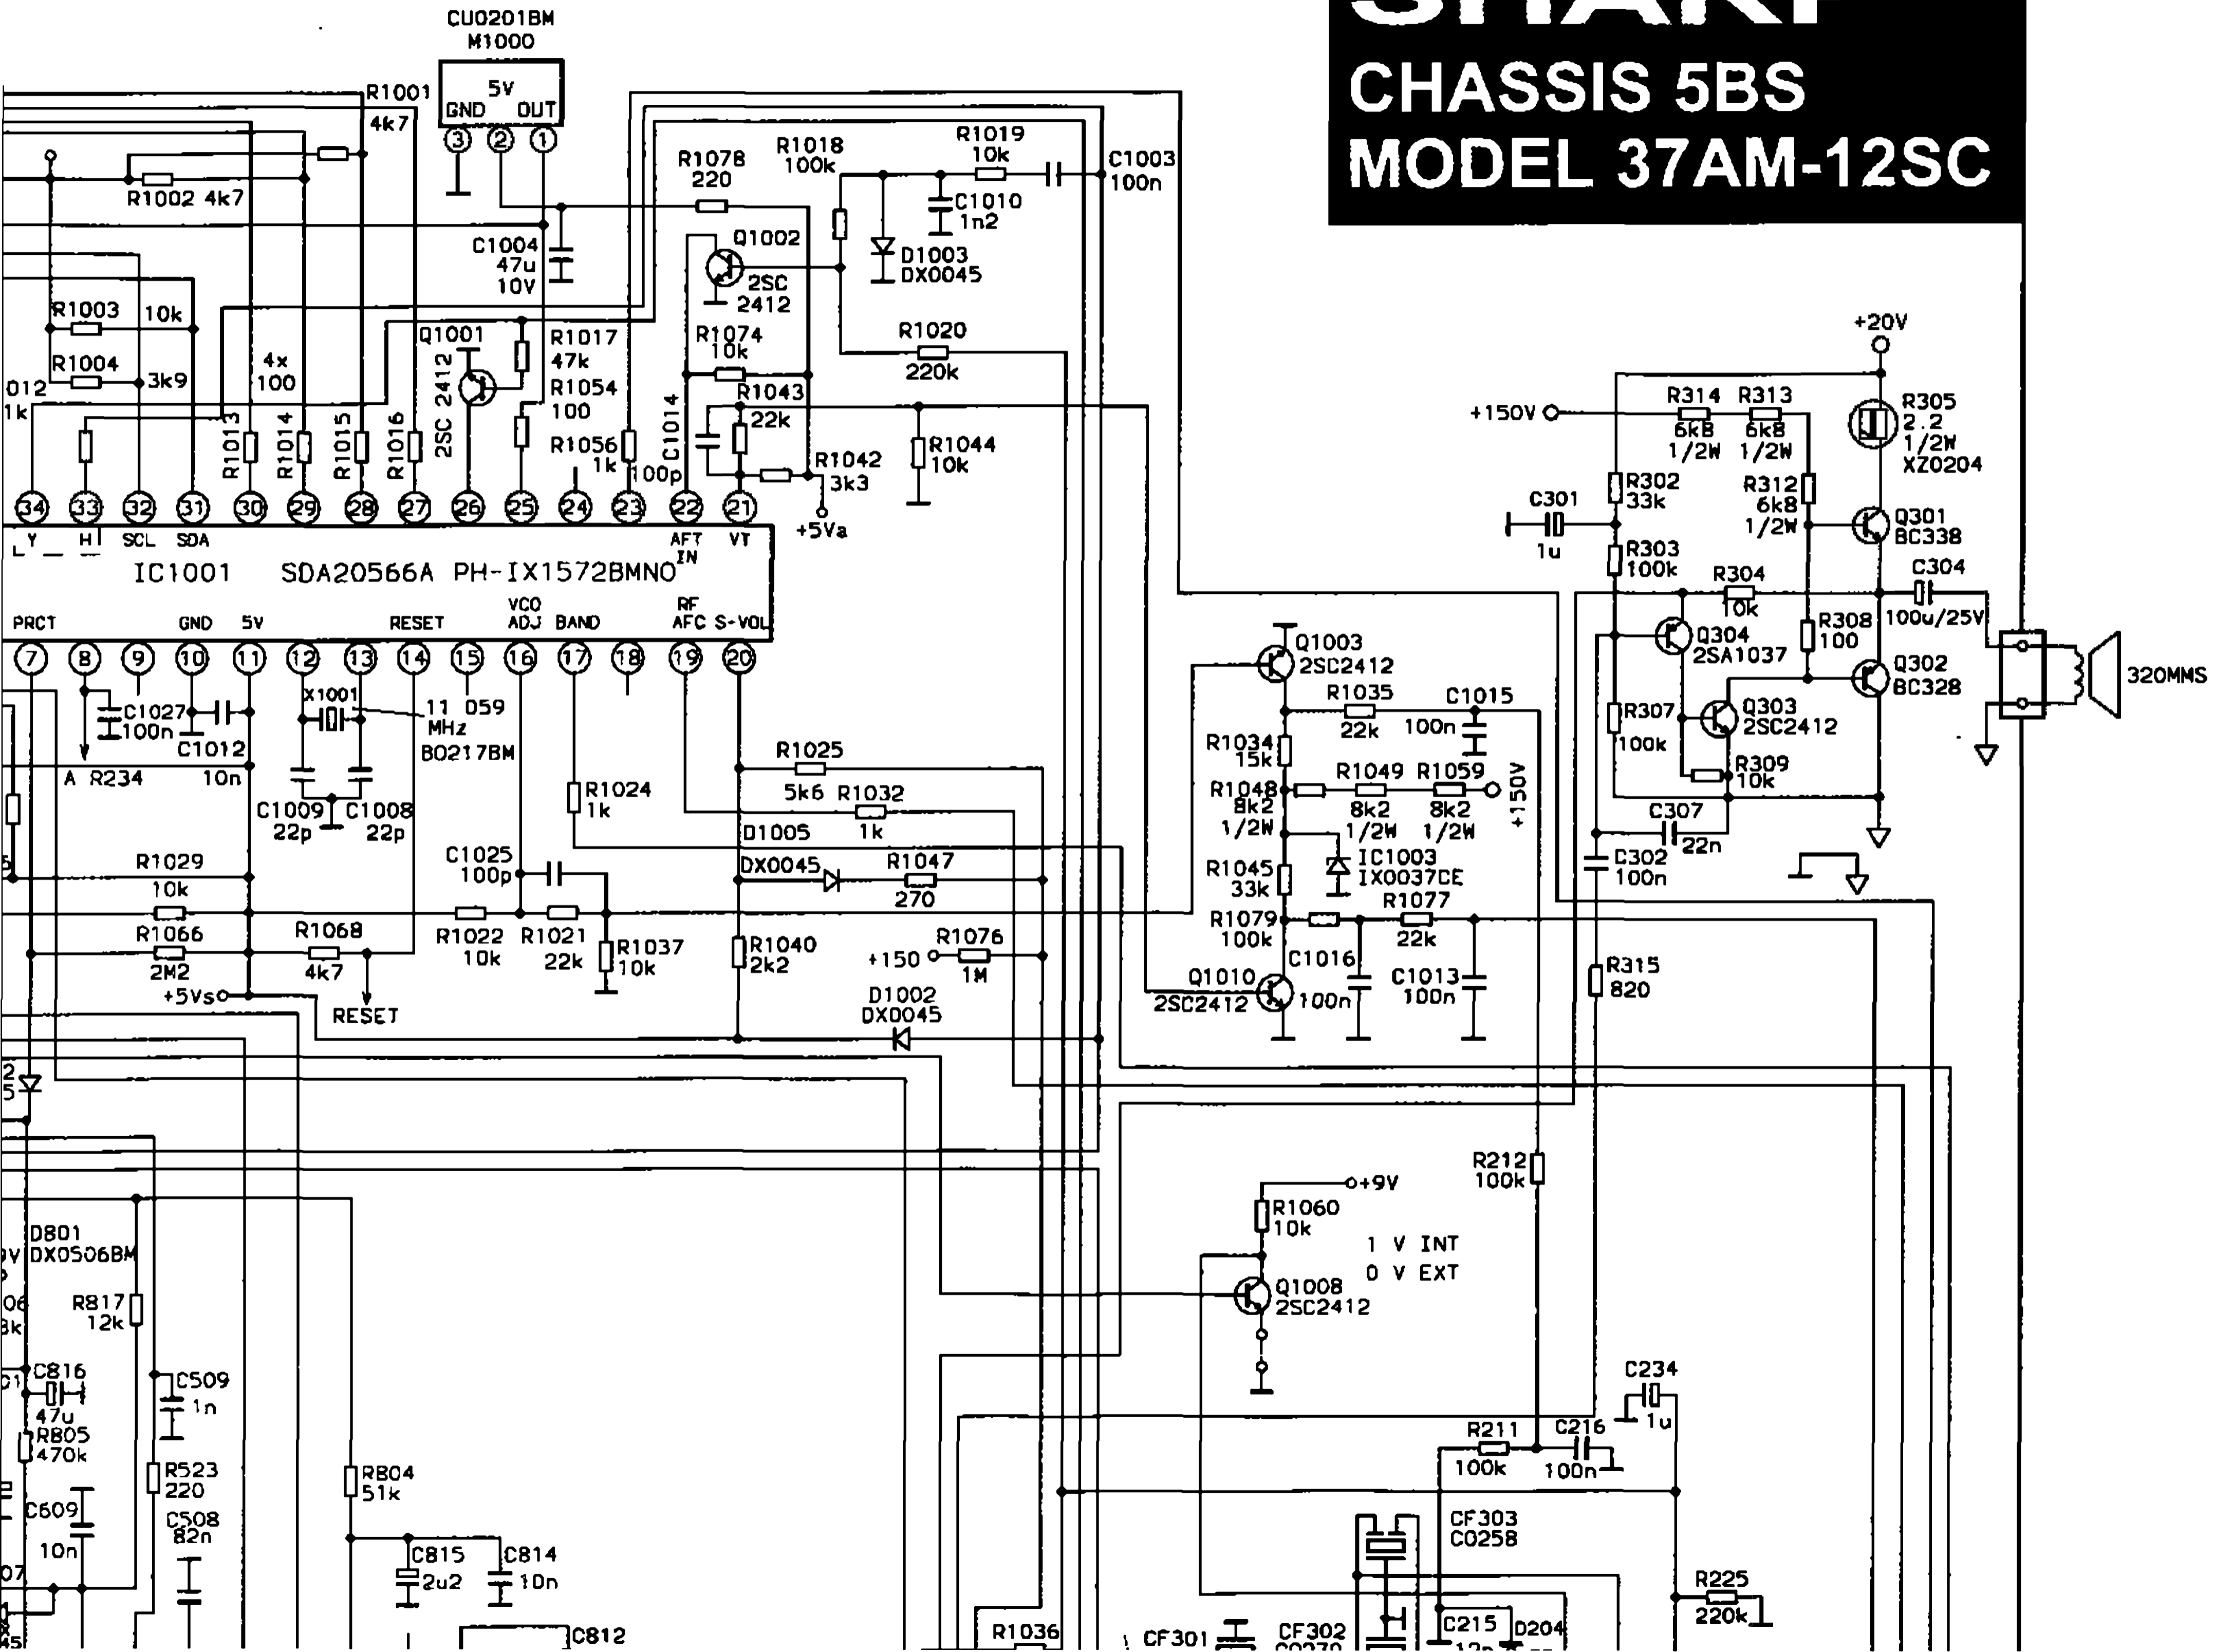 SHARP
CHASSIS 5BS
MODEL 37AM-12SC
CU0201BM
M1000
5V
GND OUT
3 2 1
R1001
4k7
R1002 4k7
R1003 10k
R1004 3k9
012
1k
4x
100
R1013
R1014
R1015
R1016
C1004
47u
10V
Q1001
2SC 2412
R1017
47k
R1054
100
R1056
1k
R1078
220
Q1002
2SC
2412
R1018
100k
R1019
10k
C1003
100n
C1010
1n2
D1003
DX0045
R1020
220k
R1074
10k
R1043
22k
C1014
00p
R1042
3k3
+5Va
R1044
10k
34 33 32 31 30 29 28 27 26 25 24 23 22 21
Y H SCL SDA AFT IN VT
IC1001 SDA20566A PH-IX1572BMNO
PRCT GND 5V RESET VCO ADJ BAND RF AFC S-VOL
7 8 9 10 11 12 13 14 15 16 17 18 19 20
C1027
100n
A R234
C1012
10n
X1001
11 059
MHz
B0217BM
C1009
22p
C1008
22p
R1024
1k
R1025
5k6
R1032
1k
D1005
DX0045
R1047
270
C1025
100p
R1029
10k
R1066
2M2
R1068
4k7
R1022
10k
R1021
22k
R1037
10k
R1040
2k2
+150
R1076
1M
+5Vs
RESET
D1002
DX0045
Q1003
2SC2412
R1035
22k
C1015
100n
R1034
15k
R1048
8k2
1/2W
R1049
8k2
1/2W
R1059
8k2
1/2W
+150V
IC1003
IX0037CE
R1045
33k
R1079
100k
R1077
22k
C1016
100n
C1013
100n
Q1010
2SC2412
+20V
+150V
R314
6k8
1/2W
R313
6k8
1/2W
R305
2.2
1/2W
XZ0204
R302
33k
R312
6k8
1/2W
C301
1u
Q301
BC338
R303
100k
R304
10k
C304
100u/25V
Q304
2SA1037
R308
100
Q302
BC328
320MMS
R307
100k
Q303
2SC2412
R309
10k
C307
22n
C302
100n
R315
820
R212
100k
+9V
R1060
10k
1 V INT
0 V EXT
Q1008
2SC2412
C234
1u
R211
100k
C216
100n
CF303
C0258
R225
220k
C215
D204
CF302
CF301
R1036
2
5
D801
DX0506BM
R817
12k
C816
47u
R805
470k
C509
1n
R523
220
C609
10n
C508
82n
R804
51k
C815
2u2
C814
10n
C812
07